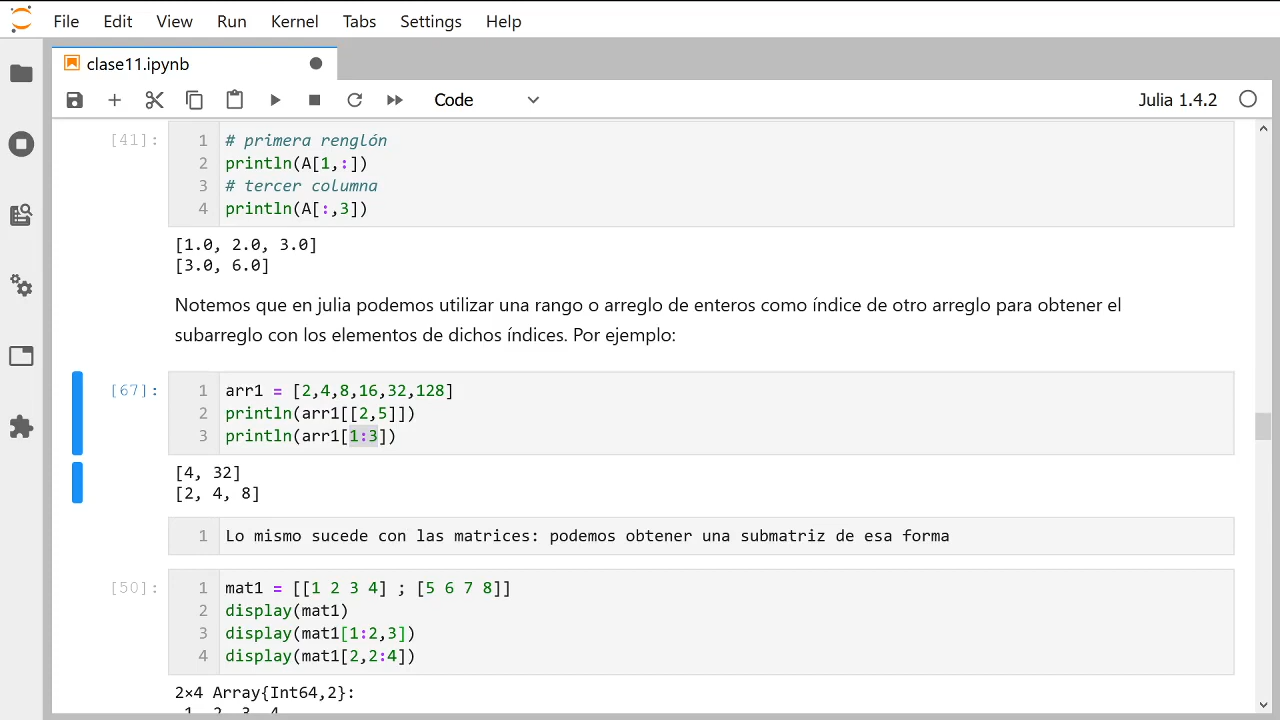 File Edit View Run Kernel Tabs Settings Help
clase11.ipynb
Code Julia 1.4.2
[41]: 1 # primera renglón
2 println(A[1,:])
3 # tercer columna
4 println(A[:,3])
[1.0, 2.0, 3.0]
[3.0, 6.0]
Notemos que en julia podemos utilizar una rango o arreglo de enteros como índice de otro arreglo para obtener el
subarreglo con los elementos de dichos índices. Por ejemplo:
[67]: 1 arr1 = [2,4,8,16,32,128]
2 println(arr1[[2,5]])
3 println(arr1[1:3])
[4, 32]
[2, 4, 8]
1 Lo mismo sucede con las matrices: podemos obtener una submatriz de esa forma
[50]: 1 mat1 = [[1 2 3 4] ; [5 6 7 8]]
2 display(mat1)
3 display(mat1[1:2,3])
4 display(mat1[2,2:4])
2×4 Array{Int64,2}:
1 2 3 4